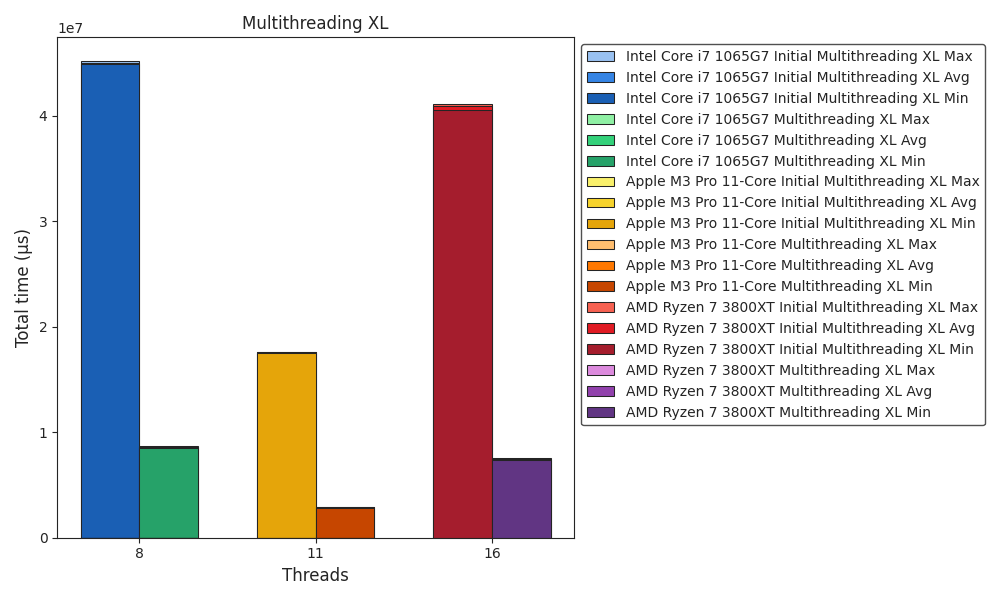 Multithreading XL
1e7
4
3
2
1
0
Total time (µs)
8
11
16
Threads
Intel Core i7 1065G7 Initial Multithreading XL Max
Intel Core i7 1065G7 Initial Multithreading XL Avg
Intel Core i7 1065G7 Initial Multithreading XL Min
Intel Core i7 1065G7 Multithreading XL Max
Intel Core i7 1065G7 Multithreading XL Avg
Intel Core i7 1065G7 Multithreading XL Min
Apple M3 Pro 11-Core Initial Multithreading XL Max
Apple M3 Pro 11-Core Initial Multithreading XL Avg
Apple M3 Pro 11-Core Initial Multithreading XL Min
Apple M3 Pro 11-Core Multithreading XL Max
Apple M3 Pro 11-Core Multithreading XL Avg
Apple M3 Pro 11-Core Multithreading XL Min
AMD Ryzen 7 3800XT Initial Multithreading XL Max
AMD Ryzen 7 3800XT Initial Multithreading XL Avg
AMD Ryzen 7 3800XT Initial Multithreading XL Min
AMD Ryzen 7 3800XT Multithreading XL Max
AMD Ryzen 7 3800XT Multithreading XL Avg
AMD Ryzen 7 3800XT Multithreading XL Min